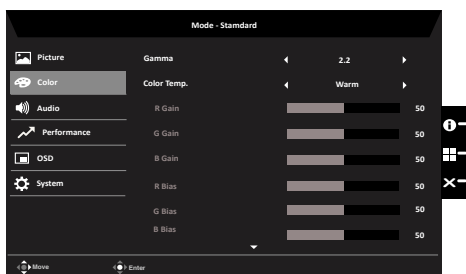 Mode - Standard
Picture
Gamma 2.2
Color
Color Temp. Warm
Audio
R Gain 50
Performance
G Gain 50
OSD
B Gain 50
System
R Bias 50
G Bias 50
B Bias 50
Move Enter